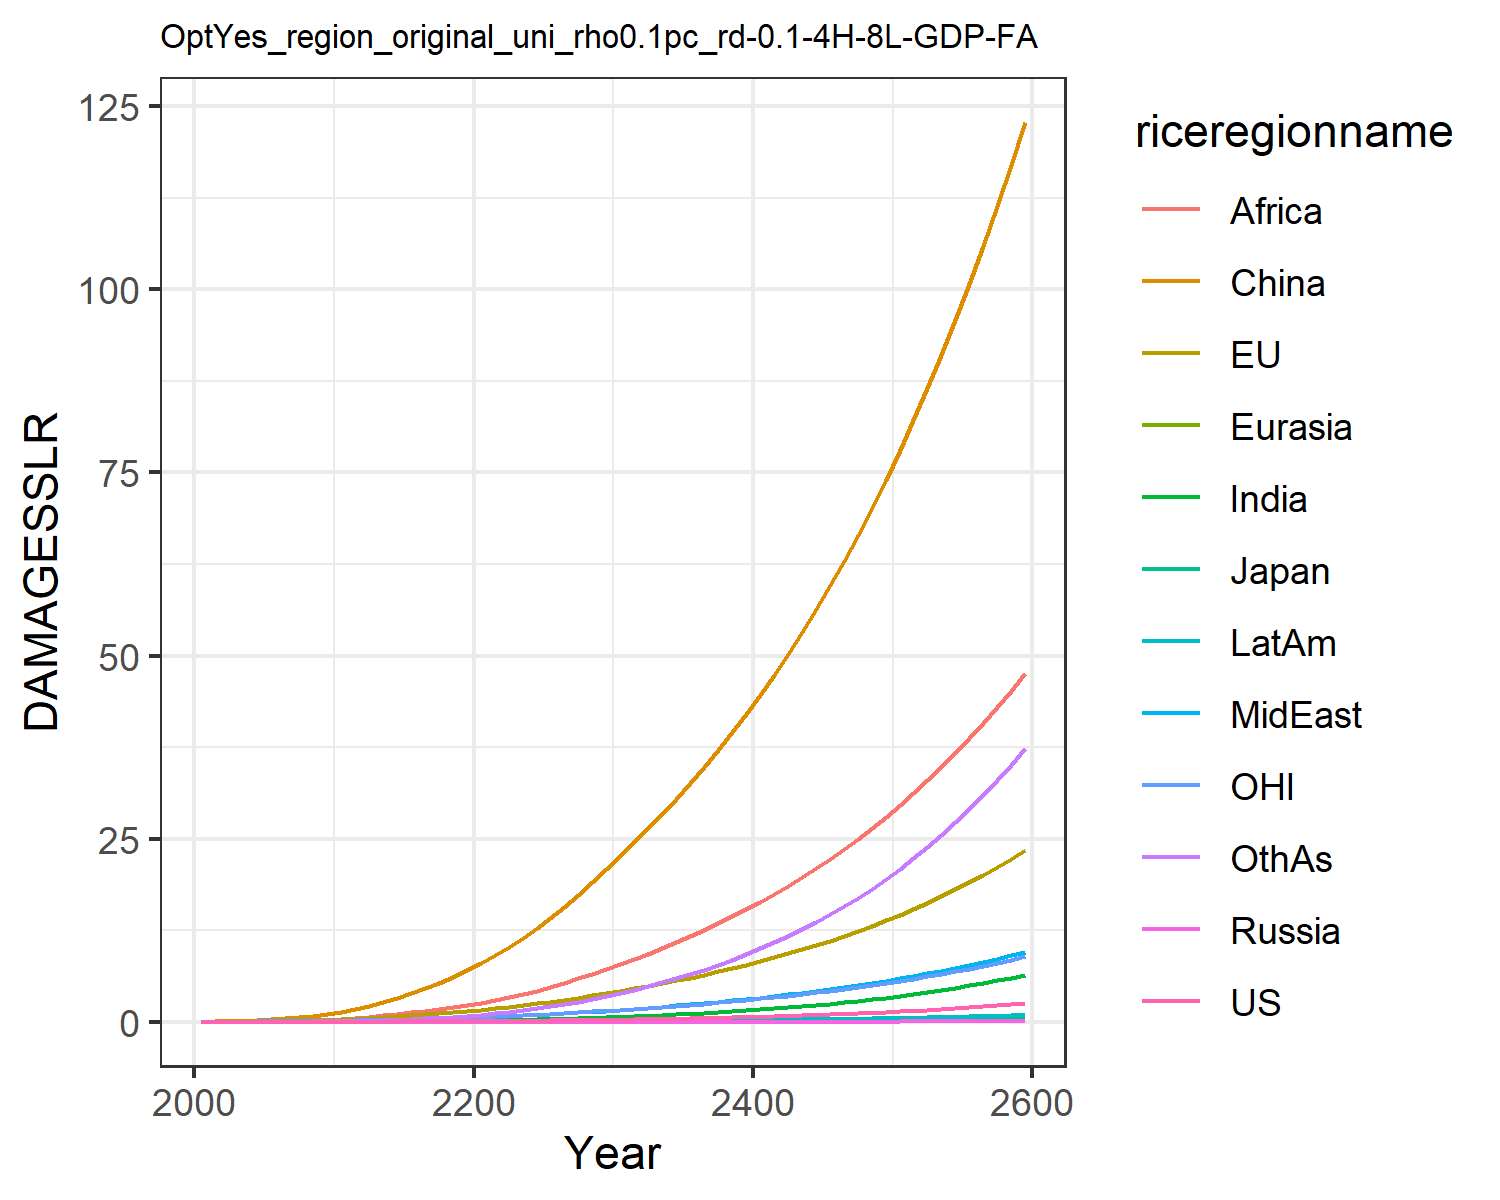 OptYes_region_original_uni_rho0.1pc_rd-0.1-4H-8L-GDP-FA
125
100
75
50
25
0
DAMAGESSLR
2000
2200
2400
2600
Year
riceregionname
Africa
China
EU
Eurasia
India
Japan
LatAm
MidEast
OHI
OthAs
Russia
US